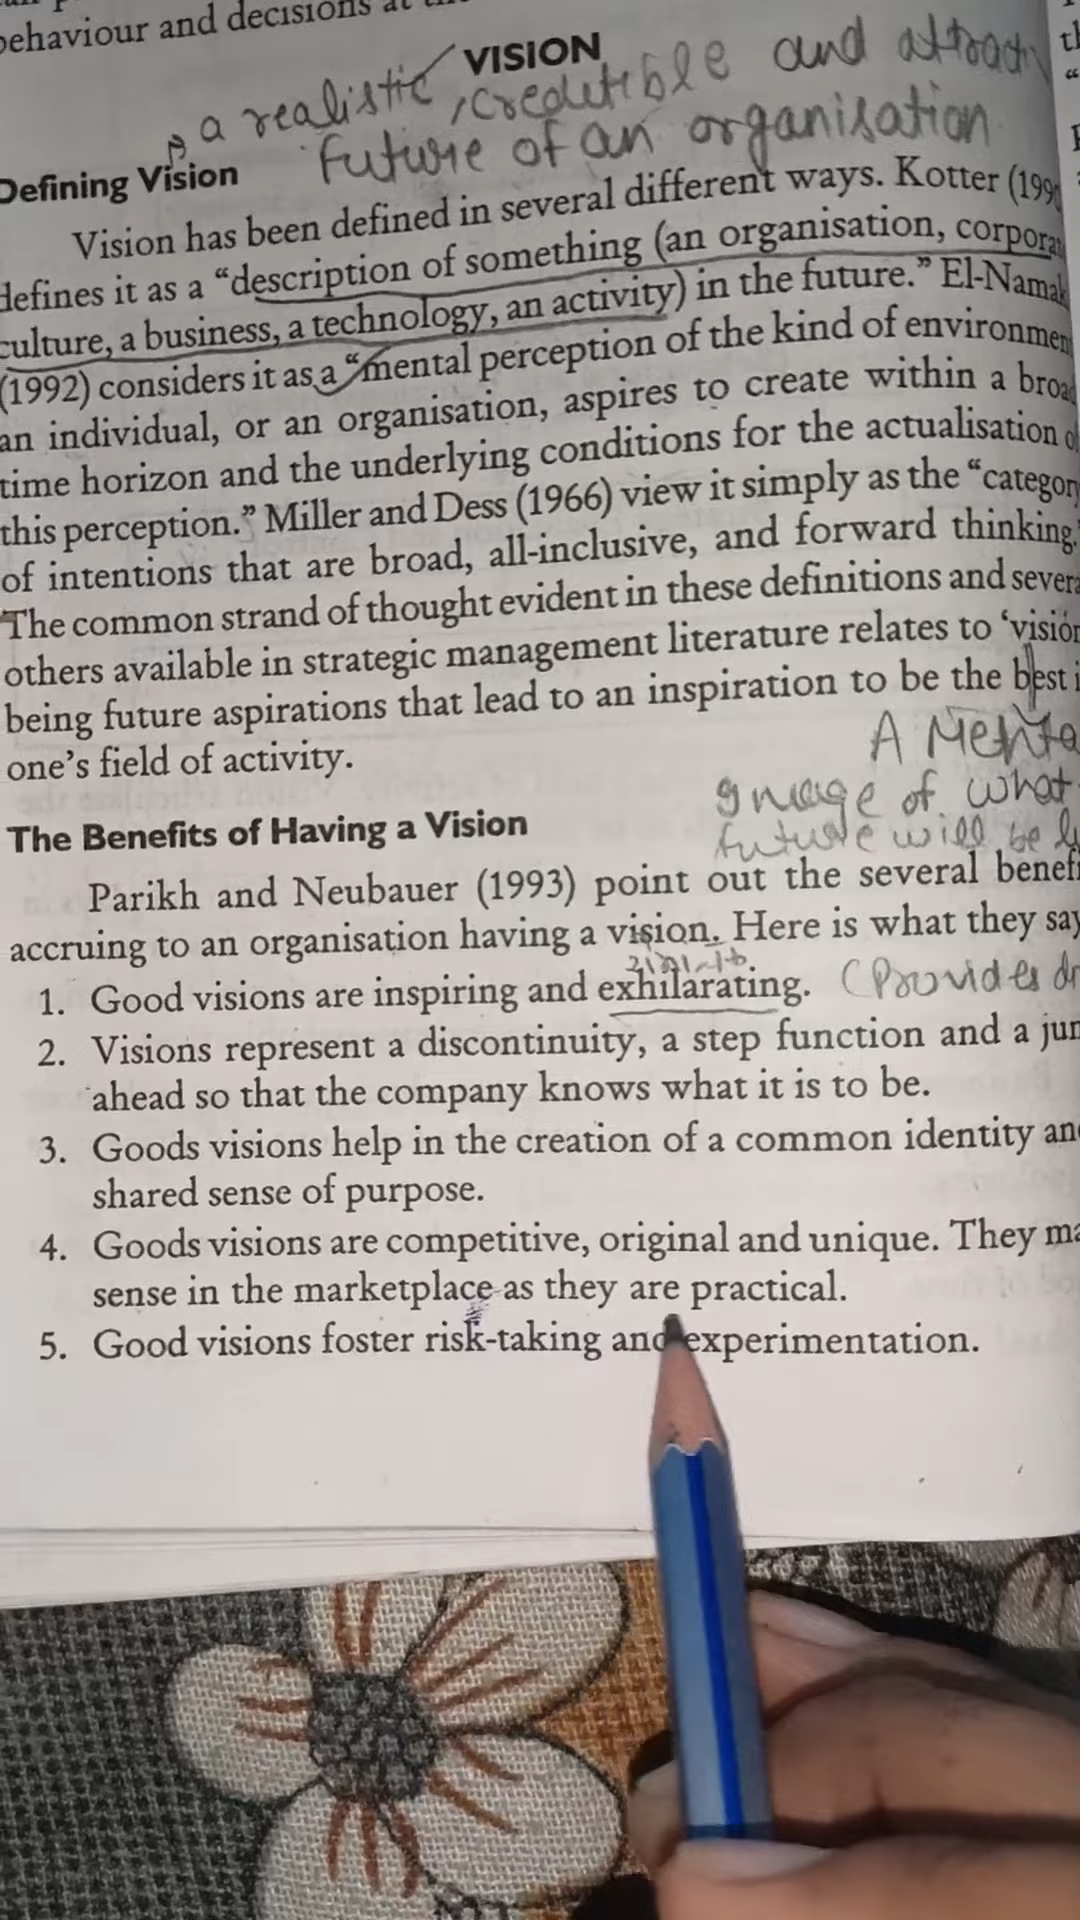 behaviour and decisions at
VISION
a realistic, credetible and attract
future of an organisation
Defining Vision
Vision has been defined in several different ways. Kotter (199
defines it as a “description of something (an organisation, corpora
culture, a business, a technology, an activity) in the future.” El-Nama
(1992) considers it as a “mental perception of the kind of environmen
an individual, or an organisation, aspires to create within a broa
time horizon and the underlying conditions for the actualisation o
this perception.” Miller and Dess (1966) view it simply as the “category
of intentions that are broad, all-inclusive, and forward thinking.
The common strand of thought evident in these definitions and severa
others available in strategic management literature relates to ‘vision
being future aspirations that lead to an inspiration to be the best i
one’s field of activity.
A Menta
image of what
future will be l
The Benefits of Having a Vision
Parikh and Neubauer (1993) point out the several benefi
accruing to an organisation having a vision. Here is what they say
1. Good visions are inspiring and exhilarating. (Provides dr
2. Visions represent a discontinuity, a step function and a jum
ahead so that the company knows what it is to be.
3. Goods visions help in the creation of a common identity and
shared sense of purpose.
4. Goods visions are competitive, original and unique. They ma
sense in the marketplace as they are practical.
5. Good visions foster risk-taking and experimentation.